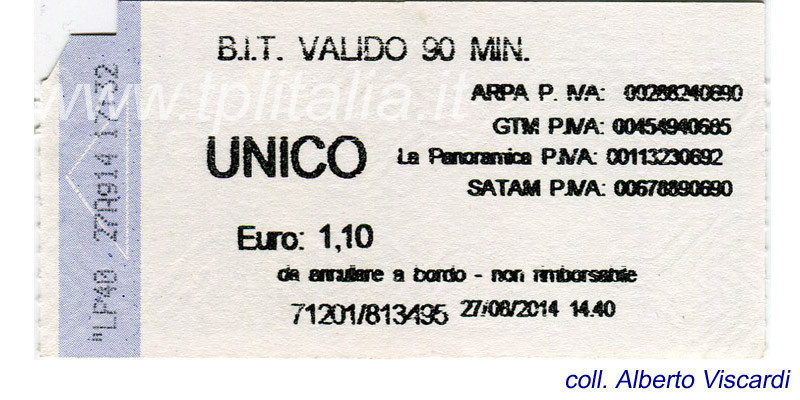 B.I.T. VALIDO 90 MIN.
www.tplitalia.it
ARPA P. IVA: 00288240690
GTM P.IVA: 00454940685
UNICO
La Panoramica P.IVA: 00113230692
SATAM P.IVA: 00678890690
Euro: 1,10
da annullare a bordo - non rimborsabile
71201/813495 27/08/2014 14.40
coll. Alberto Viscardi